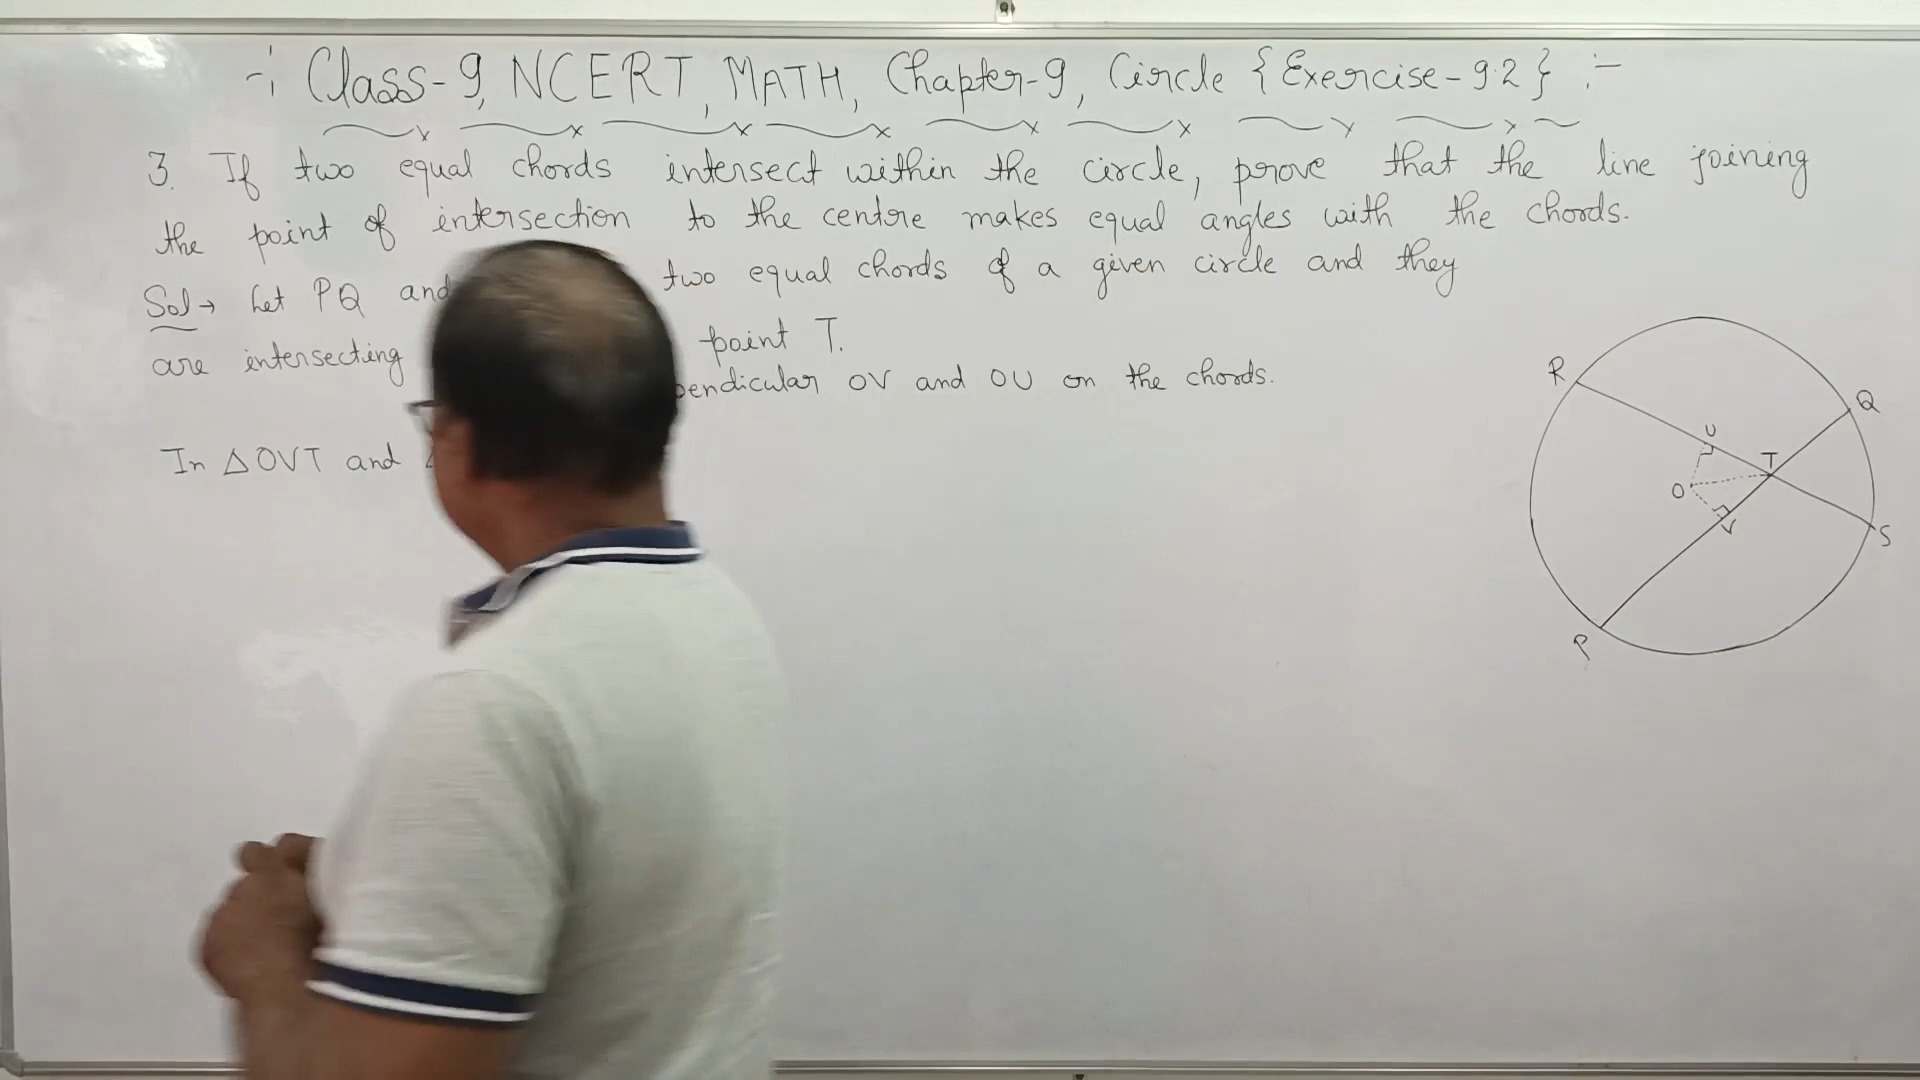 -: Class-9, NCERT, MATH, Chapter-9, Circle {Exercise-9.2} :-
3. If two equal chords intersect within the circle, prove that the line joining
the point of intersection to the centre makes equal angles with the chords.
Sol→ Let PQ and two equal chords of a given circle and they
are intersecting point T.
pendicular OV and OU on the chords.
In △OVT and
R
Q
U
T
O
V
S
P